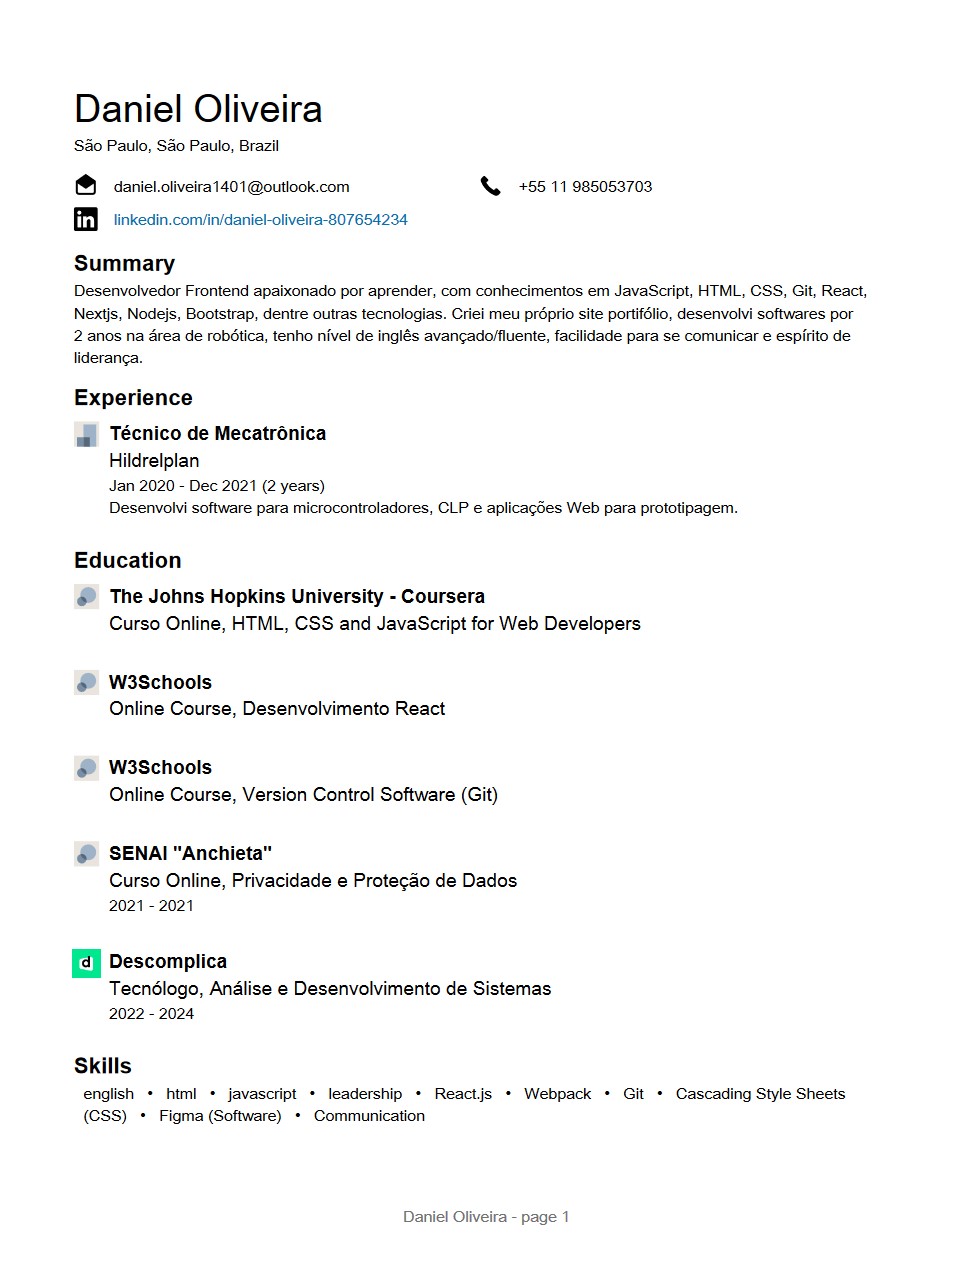 Daniel Oliveira
São Paulo, São Paulo, Brazil
daniel.oliveira1401@outlook.com +55 11 985053703
in linkedin.com/in/daniel-oliveira-807654234
Summary
Desenvolvedor Frontend apaixonado por aprender, com conhecimentos em JavaScript, HTML, CSS, Git, React,
Nextjs, Nodejs, Bootstrap, dentre outras tecnologias. Criei meu próprio site portifólio, desenvolvi softwares por
2 anos na área de robótica, tenho nível de inglês avançado/fluente, facilidade para se comunicar e espírito de
liderança.
Experience
Técnico de Mecatrônica
Hildrelplan
Jan 2020 - Dec 2021 (2 years)
Desenvolvi software para microcontroladores, CLP e aplicações Web para prototipagem.
Education
The Johns Hopkins University - Coursera
Curso Online, HTML, CSS and JavaScript for Web Developers
W3Schools
Online Course, Desenvolvimento React
W3Schools
Online Course, Version Control Software (Git)
SENAI "Anchieta"
Curso Online, Privacidade e Proteção de Dados
2021 - 2021
d Descomplica
Tecnólogo, Análise e Desenvolvimento de Sistemas
2022 - 2024
Skills
english • html • javascript • leadership • React.js • Webpack • Git • Cascading Style Sheets
(CSS) • Figma (Software) • Communication
Daniel Oliveira - page 1